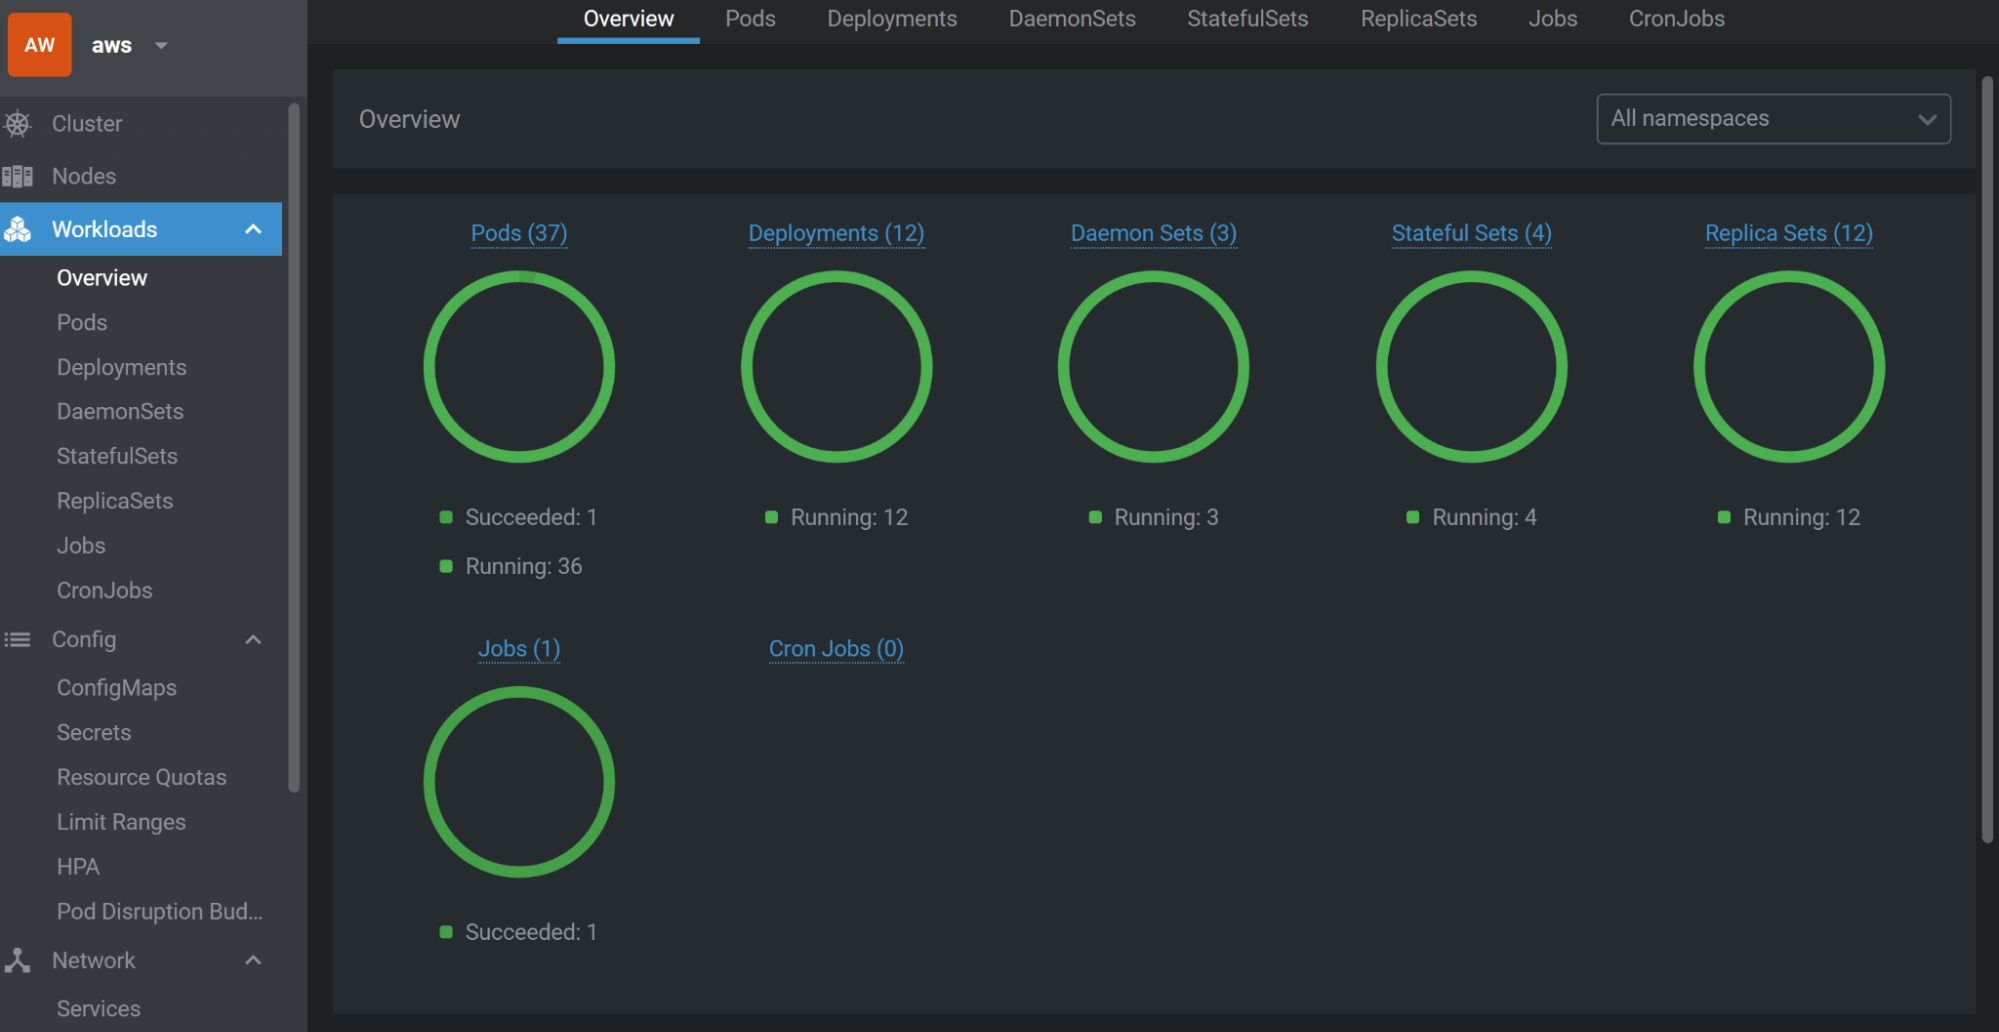 AW
aws
Cluster
Nodes
Workloads
Overview
Pods
Deployments
DaemonSets
StatefulSets
ReplicaSets
Jobs
CronJobs
Config
ConfigMaps
Secrets
Resource Quotas
Limit Ranges
HPA
Pod Disruption Bud...
Network
Services
Overview Pods Deployments DaemonSets StatefulSets ReplicaSets Jobs CronJobs
Overview
All namespaces
Pods (37)
Succeeded: 1
Running: 36
Deployments (12)
Running: 12
Daemon Sets (3)
Running: 3
Stateful Sets (4)
Running: 4
Replica Sets (12)
Running: 12
Jobs (1)
Succeeded: 1
Cron Jobs (0)